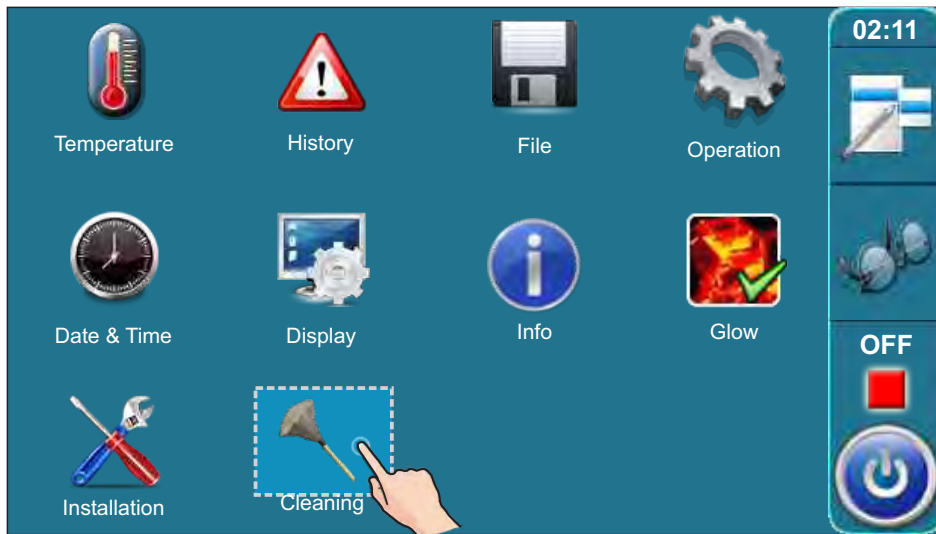 02:11
Temperature
History
File
Operation
Date & Time
Display
Info
Glow
OFF
Installation
Cleaning